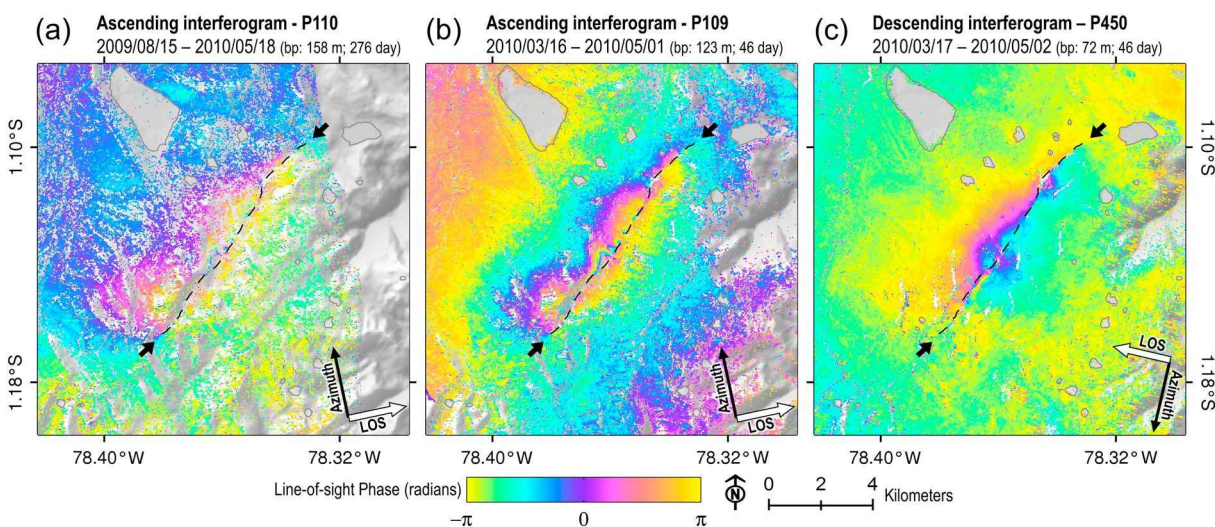 (a) Ascending interferogram - P110
2009/08/15 – 2010/05/18 (bp: 158 m; 276 day)
(b) Ascending interferogram - P109
2010/03/16 – 2010/05/01 (bp: 123 m; 46 day)
(c) Descending interferogram – P450
2010/03/17 – 2010/05/02 (bp: 72 m; 46 day)
1.10°S
1.18°S
Azimuth
LOS
Azimuth
LOS
LOS
Azimuth
1.10°S
1.18°S
78.40°W
78.32°W
78.40°W
78.32°W
78.40°W
78.32°W
Line-of-sight Phase (radians)
−π
0
π
N
0 2 4
Kilometers